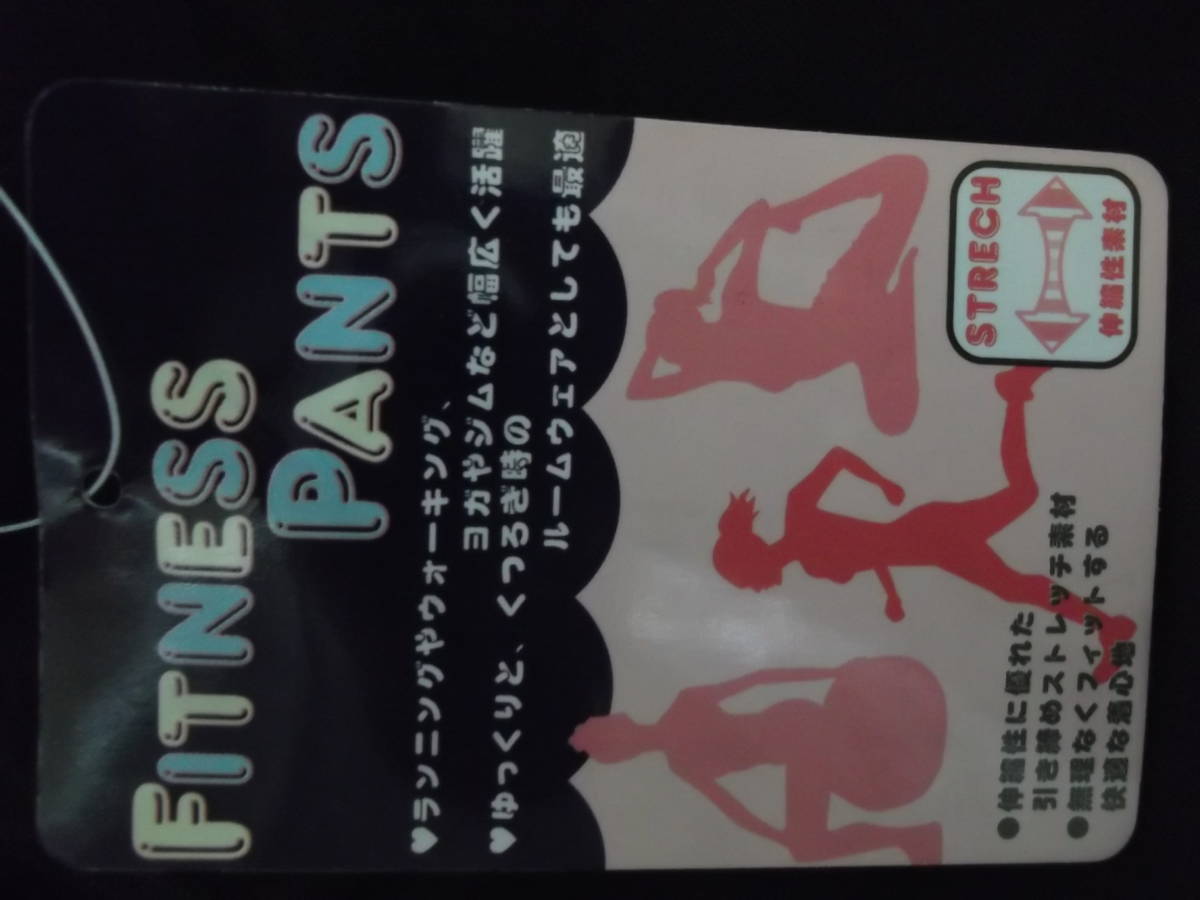 FITNESS
PANTS
♥ランニングやウォーキング、
ヨガやジムなど幅広く活躍
♥ゆっくりと、くつろぎ時の
ルームウェアとしても最適
STRECH
伸縮性素材
●伸縮性に優れた
引き締めストレッチ素材
●無理なくフィットする
快適な着心地